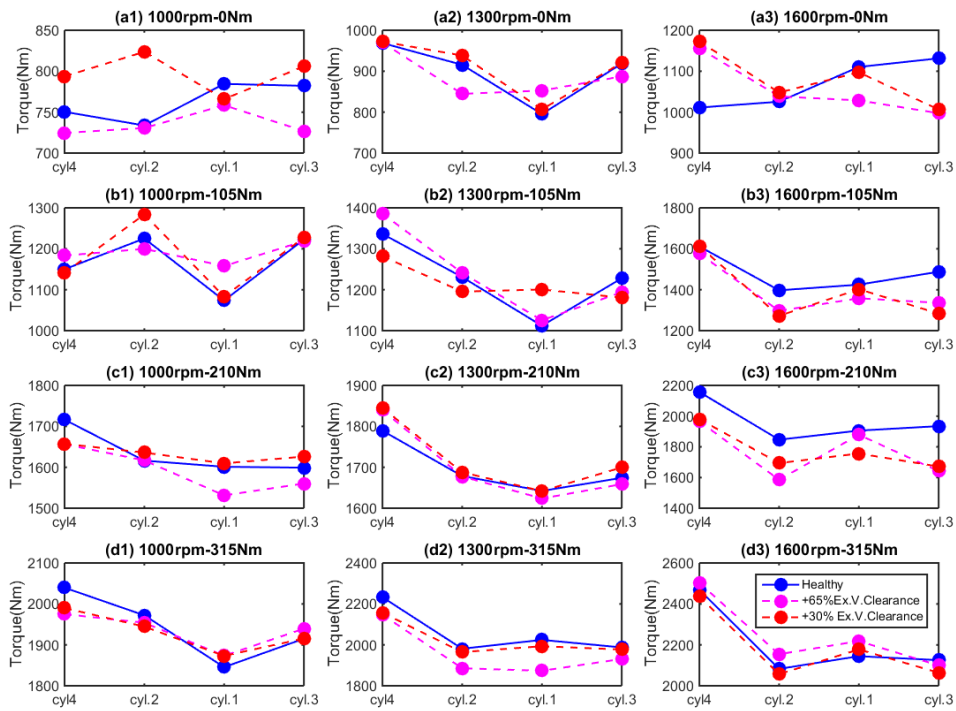 (a1) 1000rpm-0Nm
(a2) 1300rpm-0Nm
(a3) 1600rpm-0Nm
Torque(Nm)
850
800
750
700
cyl4 cyl.2 cyl.1 cyl.3
Torque(Nm)
1000
900
800
700
cyl4 cyl.2 cyl.1 cyl.3
Torque(Nm)
1200
1100
1000
900
cyl4 cyl.2 cyl.1 cyl.3
(b1) 1000rpm-105Nm
(b2) 1300rpm-105Nm
(b3) 1600rpm-105Nm
Torque(Nm)
1300
1200
1100
1000
cyl4 cyl.2 cyl.1 cyl.3
Torque(Nm)
1400
1300
1200
1100
cyl4 cyl.2 cyl.1 cyl.3
Torque(Nm)
1800
1600
1400
1200
cyl4 cyl.2 cyl.1 cyl.3
(c1) 1000rpm-210Nm
(c2) 1300rpm-210Nm
(c3) 1600rpm-210Nm
Torque(Nm)
1800
1700
1600
1500
cyl4 cyl.2 cyl.1 cyl.3
Torque(Nm)
1900
1800
1700
1600
cyl4 cyl.2 cyl.1 cyl.3
Torque(Nm)
2200
2000
1800
1600
1400
cyl4 cyl.2 cyl.1 cyl.3
(d1) 1000rpm-315Nm
(d2) 1300rpm-315Nm
(d3) 1600rpm-315Nm
Torque(Nm)
2100
2000
1900
1800
cyl4 cyl.2 cyl.1 cyl.3
Torque(Nm)
2400
2200
2000
1800
cyl4 cyl.2 cyl.1 cyl.3
Torque(Nm)
2600
2400
2200
2000
cyl4 cyl.2 cyl.1 cyl.3
Healthy
+65%Ex.V.Clearance
+30% Ex.V.Clearance